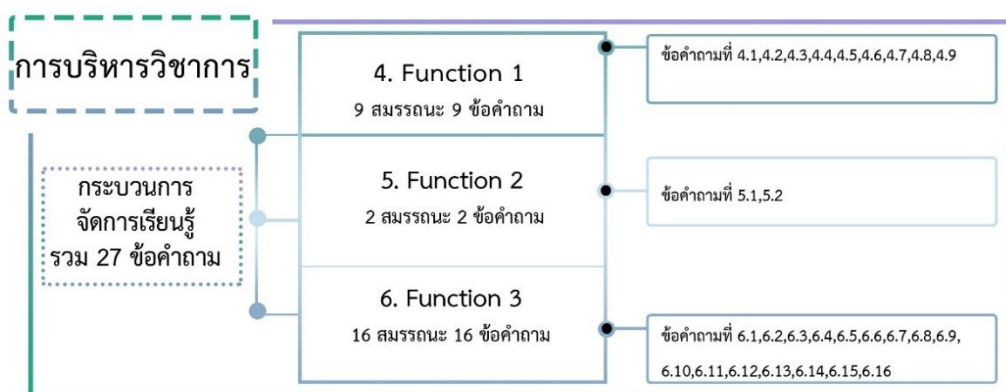 การบริหารวิชาการ
กระบวนการ
จัดการเรียนรู้
รวม 27 ข้อคำถาม
4. Function 1
9 สมรรถนะ 9 ข้อคำถาม
5. Function 2
2 สมรรถนะ 2 ข้อคำถาม
6. Function 3
16 สมรรถนะ 16 ข้อคำถาม
ข้อคำถามที่ 4.1,4.2,4.3,4.4,4.5,4.6,4.7,4.8,4.9
ข้อคำถามที่ 5.1,5.2
ข้อคำถามที่ 6.1,6.2,6.3,6.4,6.5,6.6,6.7,6.8,6.9,
6.10,6.11,6.12,6.13,6.14,6.15,6.16